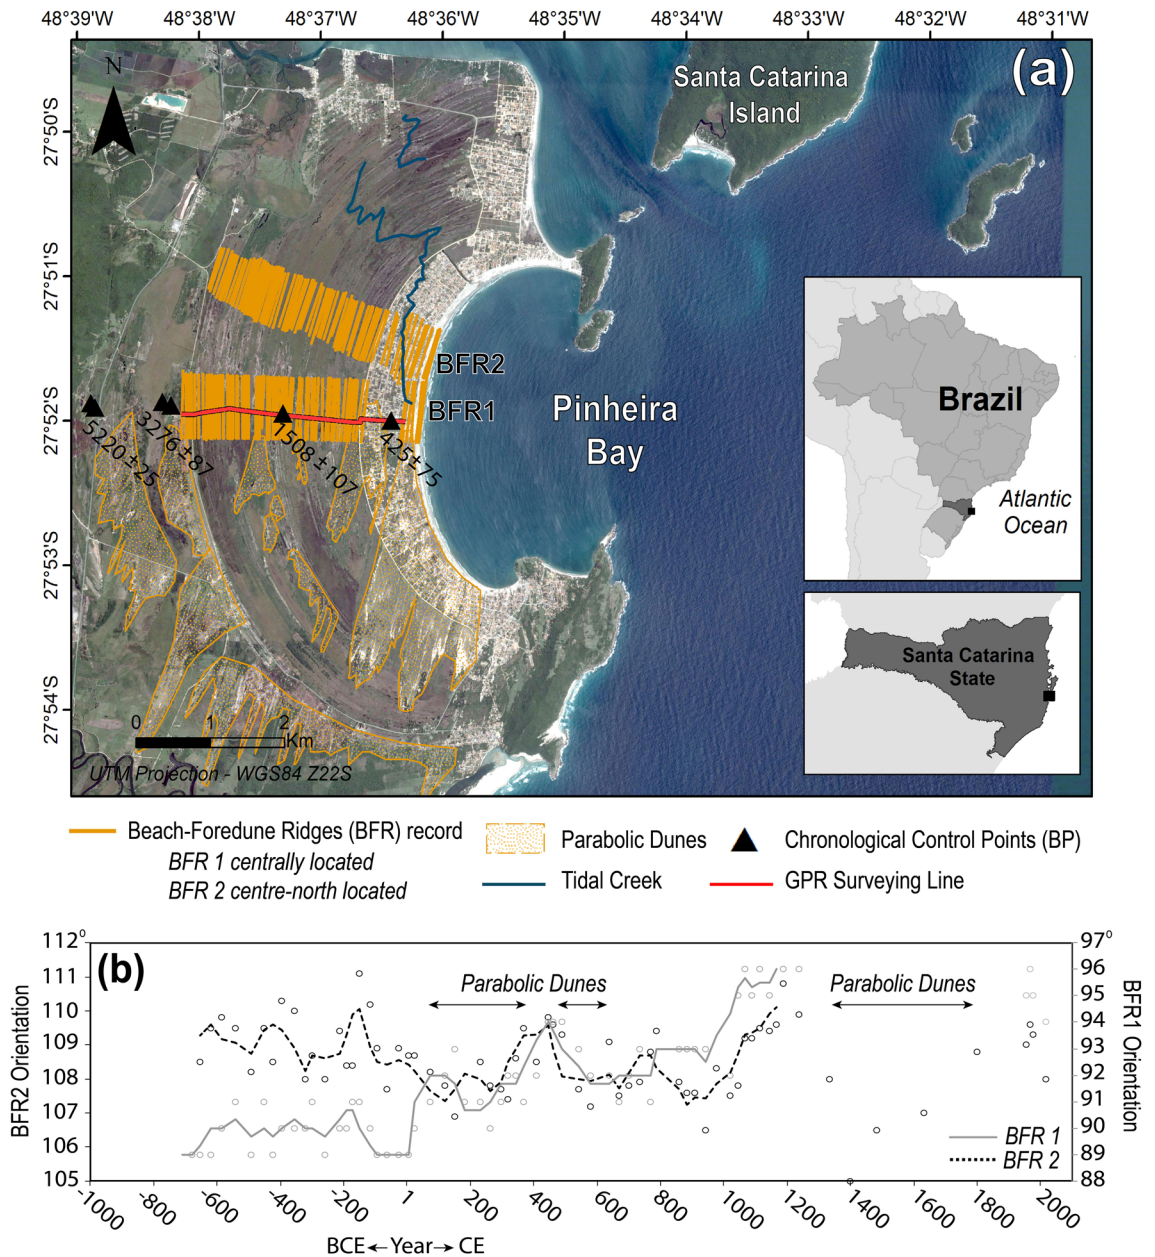 48°39'W 48°38'W 48°37'W 48°36'W 48°35'W 48°34'W 48°33'W 48°32'W 48°31'W
(a)
N
Santa Catarina
Island
27°50'S
27°51'S
27°52'S
27°53'S
27°54'S
BFR2
BFR1
5220±25
3276±87
1508±107
425±75
Pinheira
Bay
Brazil
Atlantic
Ocean
Santa Catarina
State
0 1 2
Km
UTM Projection - WGS84 Z22S
Beach-Foredune Ridges (BFR) record
BFR 1 centrally located
BFR 2 centre-north located
Parabolic Dunes
Chronological Control Points (BP)
Tidal Creek
GPR Surveying Line
(b)
112°
111
110
109
108
107
106
105
BFR2 Orientation
Parabolic Dunes
Parabolic Dunes
97°
96
95
94
93
92
91
90
89
88
BFR1 Orientation
BFR 1
BFR 2
-1000 -800 -600 -400 -200 1 200 400 600 800 1000 1200 1400 1600 1800 2000
BCE←Year→CE